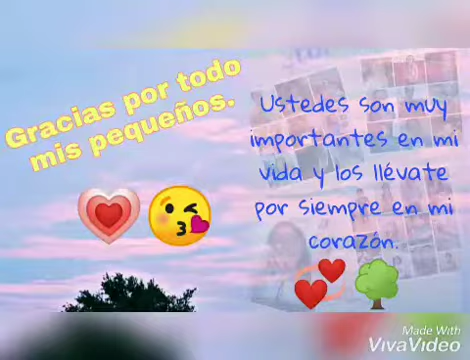 Gracias por todo
mis pequeños.
Ustedes son muy
importantes en mi
vida y los llévate
por siempre en mi
corazón.
Made With
VivaVideo